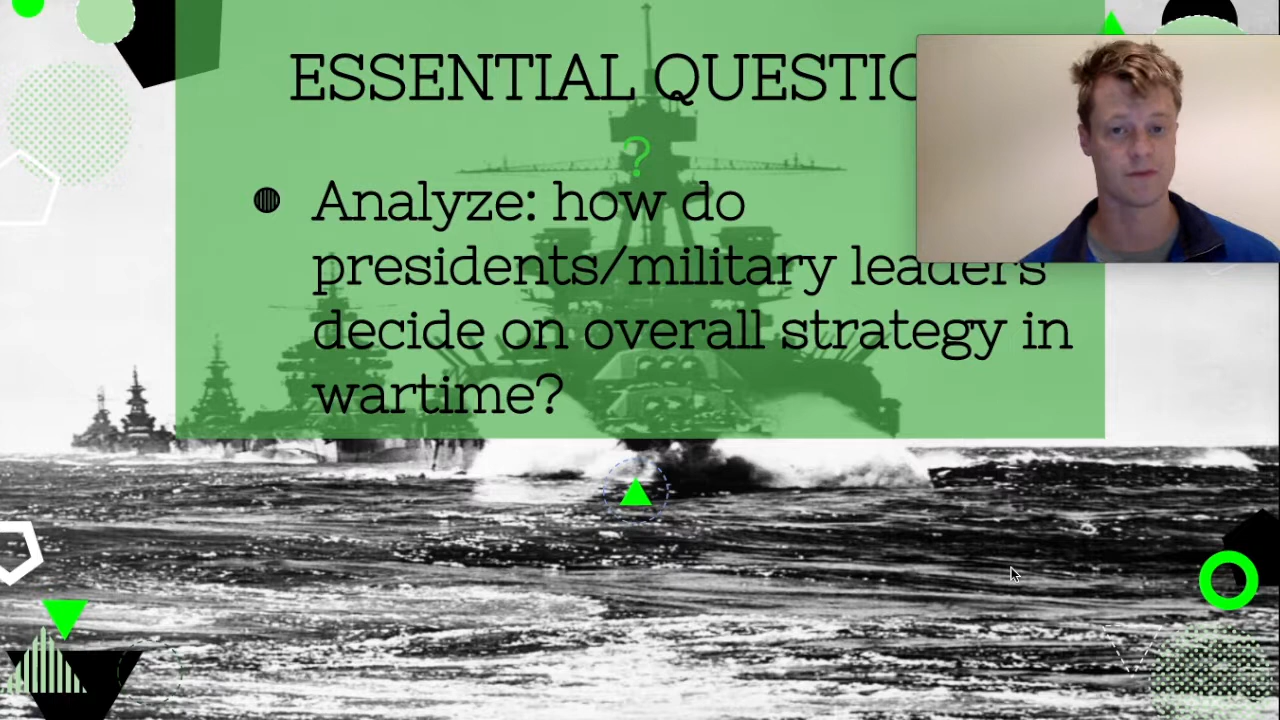 ESSENTIAL QUESTIO
?
Analyze: how do
presidents/military leaders
decide on overall strategy in
wartime?